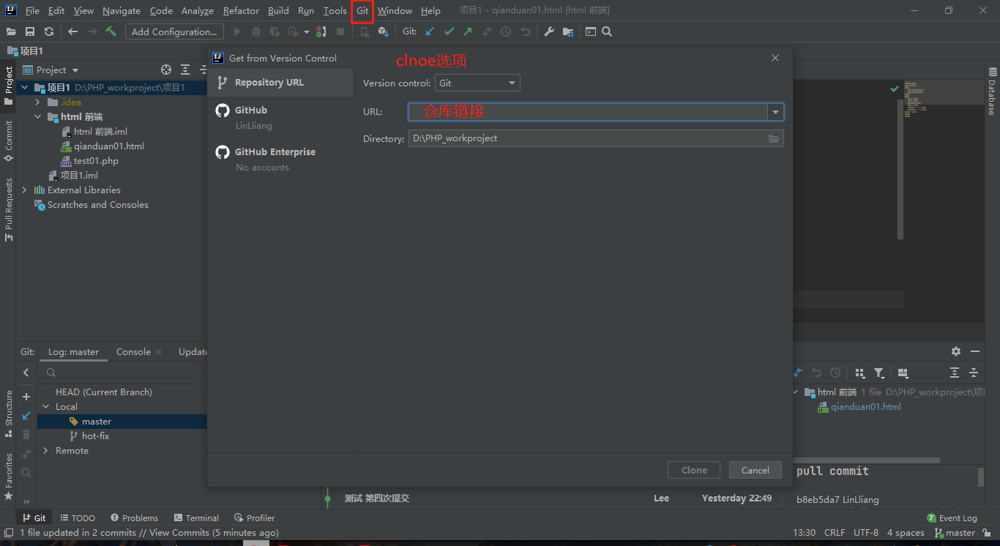 File Edit View Navigate Code Analyze Refactor Build Run Tools Git Window Help 项目1 - qianduan01.html [html 前端]
Add Configuration... Git:
项目1
Project
Get from Version Control
clnoe选项
Project
Repository URL
Version control: Git
项目1 D:\PHP_workproject\项目1
.idea
URL: 仓库链接
GitHub
LinLliang
html 前端
html 前端.iml
Directory: D:\PHP_workproject
qianduan01.html
GitHub Enterprise
No accounts
test01.php
项目1.iml
External Libraries
Scratches and Consoles
Commit
Pull Requests
Database
Git: Log: master Console Update
HEAD (Current Branch)
Local
master
hot-fix
Remote
Structure
Favorites
html 前端 1 file D:\PHP_workproject\项
qianduan01.html
Clone Cancel
pull commit
测试 第四次提交 Lee Yesterday 22:49
b8eb5da7 LinLliang
Git TODO Problems Terminal Profiler 7 Event Log
1 file updated in 2 commits // View Commits (5 minutes ago) 13:30 CRLF UTF-8 4 spaces master